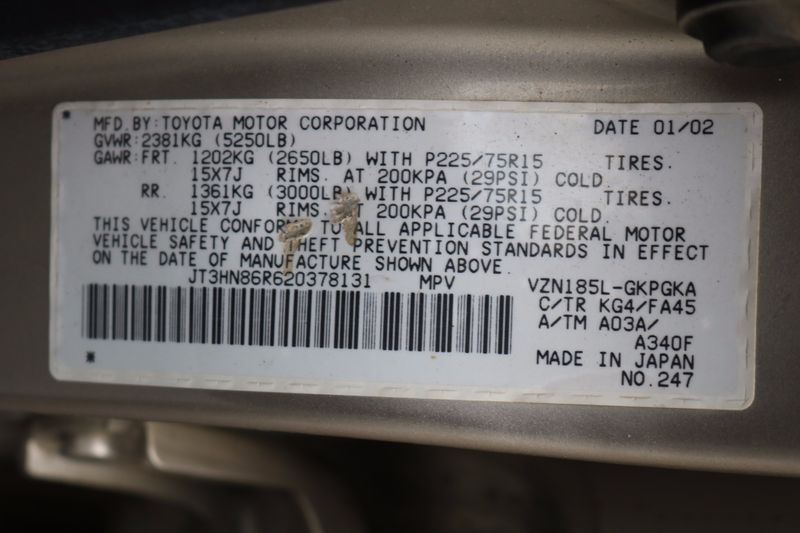 MFD.BY:TOYOTA MOTOR CORPORATION DATE 01/02
GVWR:2381KG (5250LB)
GAWR:FRT. 1202KG (2650LB) WITH P225/75R15 TIRES.
15X7J RIMS. AT 200KPA (29PSI) COLD
RR. 1361KG (3000LB) WITH P225/75R15 TIRES.
15X7J RIMS. AT 200KPA (29PSI) COLD.
THIS VEHICLE CONFORMS TO ALL APPLICABLE FEDERAL MOTOR
VEHICLE SAFETY AND THEFT PREVENTION STANDARDS IN EFFECT
ON THE DATE OF MANUFACTURE SHOWN ABOVE.
JT3HN86R620378131 MPV VZN185L-GKPGKA
C/TR KG4/FA45
A/TM A03A/
A340F
MADE IN JAPAN
NO.247